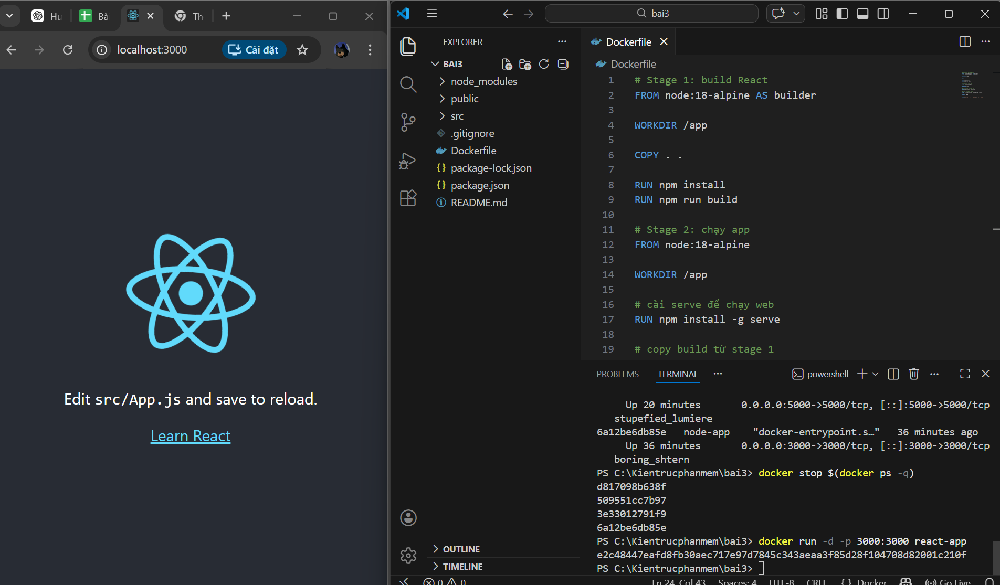 Hu
Bà
Th
localhost:3000
Cài đặt
Edit src/App.js and save to reload.
Learn React
bai3
EXPLORER
BAI3
node_modules
public
src
.gitignore
Dockerfile
package-lock.json
package.json
README.md
OUTLINE
TIMELINE
Dockerfile
Dockerfile
1 # Stage 1: build React
2 FROM node:18-alpine AS builder
3
4 WORKDIR /app
5
6 COPY . .
7
8 RUN npm install
9 RUN npm run build
10
11 # Stage 2: chạy app
12 FROM node:18-alpine
13
14 WORKDIR /app
15
16 # cài serve để chạy web
17 RUN npm install -g serve
18
19 # copy build từ stage 1
PROBLEMS TERMINAL
powershell
Up 20 minutes 0.0.0.0:5000->5000/tcp, [::]:5000->5000/tcp
stupefied_lumiere
6a12be6db85e node-app "docker-entrypoint.s…" 36 minutes ago
Up 36 minutes 0.0.0.0:3000->3000/tcp, [::]:3000->3000/tcp
boring_shtern
PS C:\Kientrucphanmem\bai3> docker stop $(docker ps -q)
d817098b638f
509551cc7b97
3e33012791f9
6a12be6db85e
PS C:\Kientrucphanmem\bai3> docker run -d -p 3000:3000 react-app
e2c48447eafd8fb30aec717e97d7845c343aeaa3f85d28f104708d82001c210f
PS C:\Kientrucphanmem\bai3>
0 0 Ln 24, Col 43 Spaces: 4 UTF-8 CRLF {} Docker Go Live